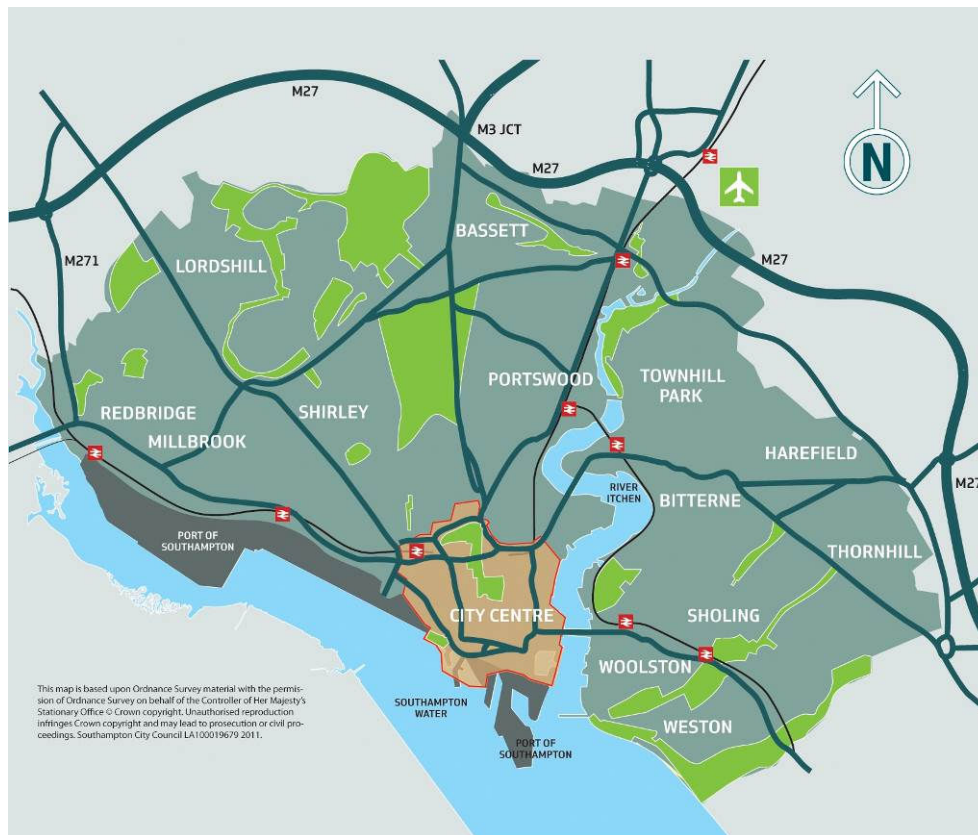 M27
M3 JCT
M27
N
BASSETT
M271
LORDSHILL
M27
PORTSWOOD
TOWNHILL
PARK
REDBRIDGE
SHIRLEY
MILLBROOK
HAREFIELD
M27
RIVER
ITCHEN
BITTERNE
PORT OF
SOUTHAMPTON
THORNHILL
CITY CENTRE
SHOLING
WOOLSTON
This map is based upon Ordnance Survey material with the permis-
sion of Ordnance Survey on behalf of the Controller of Her Majesty's
Stationary Office © Crown copyright. Unauthorised reproduction
infringes Crown copyright and may lead to prosecution or civil pro-
ceedings. Southampton City Council LA100019679 2011.
SOUTHAMPTON
WATER
WESTON
PORT OF
SOUTHAMPTON